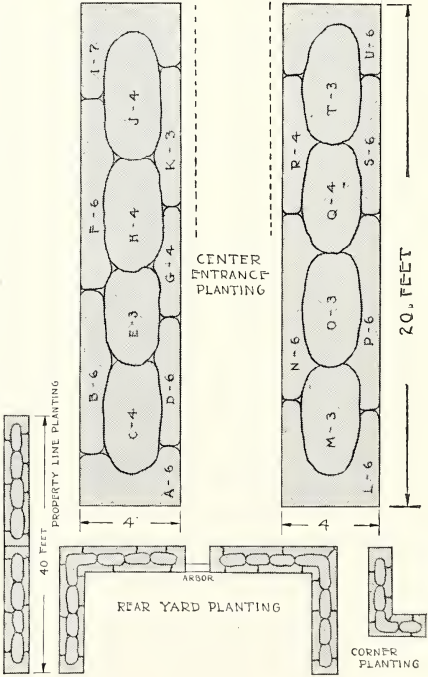 I-7
J-4
K-3
F-6
H-4
G-4
E-3
B-6
C-4
D-6
A-6
4'
CENTER
ENTRANCE
PLANTING
U-6
T-3
R-4
S-6
Q-4
O-3
N-6
P-6
M-3
L-6
4
20, FEET
PROPERTY LINE PLANTING
40 FEET
ARBOR
REAR YARD PLANTING
CORNER
PLANTING